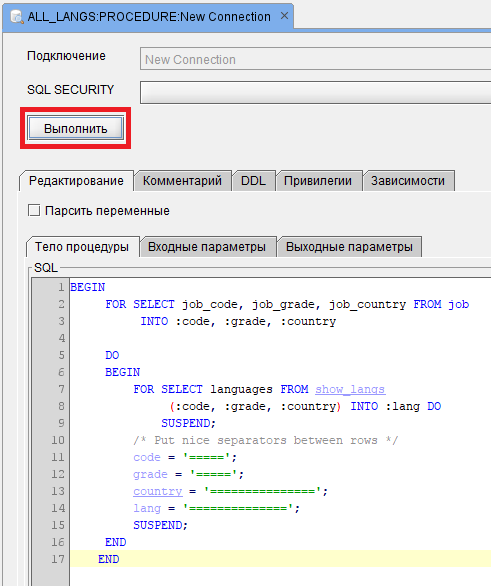 ALL_LANGS:PROCEDURE:New Connection ×
Подключение New Connection
SQL SECURITY
Выполнить
Редактирование Комментарий DDL Привилегии Зависимости
Парсить переменные
Тело процедуры Входные параметры Выходные параметры
SQL
1 BEGIN
2 FOR SELECT job_code, job_grade, job_country FROM job
3 INTO :code, :grade, :country
4
5 DO
6 BEGIN
7 FOR SELECT languages FROM show_langs
8 (:code, :grade, :country) INTO :lang DO
9 SUSPEND;
10 /* Put nice separators between rows */
11 code = '=====';
12 grade = '=====';
13 country = '===============';
14 lang = '==============';
15 SUSPEND;
16 END
17 END